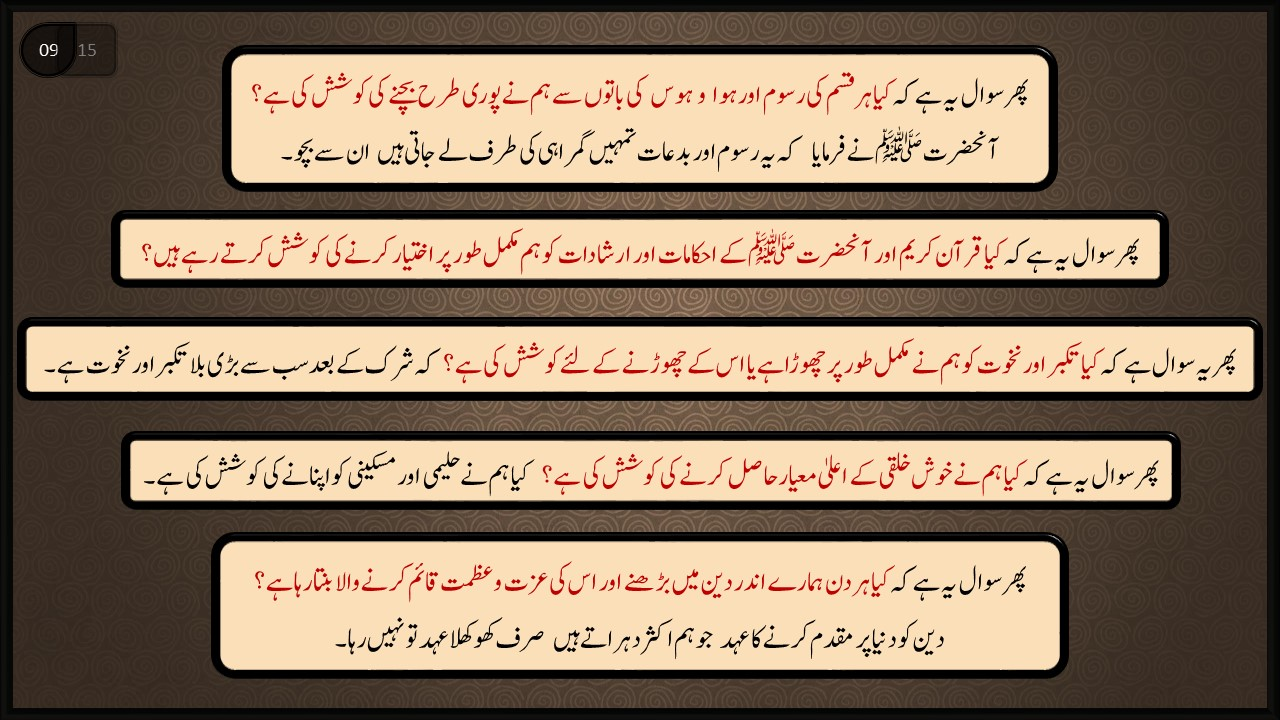 09 15
پھر سوال یہ ہے کہ کیا ہر قسم کی رسوم اور ہوا و ہوس کی باتوں سے ہم نے پوری طرح بچنے کی کوشش کی ہے؟
آنحضرت ﷺ نے فرمایا کہ یہ رسوم اور بدعات تمہیں گمراہی کی طرف لے جاتی ہیں ان سے بچو۔
پھر سوال یہ ہے کہ کیا قرآن کریم اور آنحضرت ﷺ کے احکامات اور ارشادات کو ہم مکمل طور پر اختیار کرنے کی کوشش کرتے رہے ہیں؟
پھر یہ سوال ہے کہ کیا تکبر اور نخوت کو ہم نے مکمل طور پر چھوڑا ہے یا اس کے چھوڑنے کے لئے کوشش کی ہے؟ کہ شرک کے بعد سب سے بڑی بلا تکبر اور نخوت ہے۔
پھر سوال یہ ہے کہ کیا ہم نے خوش خلقی کے اعلیٰ معیار حاصل کرنے کی کوشش کی ہے؟ کیا ہم نے حلیمی اور مسکینی کو اپنانے کی کوشش کی ہے۔
پھر سوال یہ ہے کہ کیا ہر دن ہمارے اندر دین میں بڑھنے اور اس کی عزت و عظمت قائم کرنے والا بنتا رہا ہے؟
دین کو دنیا پر مقدم کرنے کا عہد جو ہم اکثر دہراتے ہیں صرف کھوکھلا عہد تو نہیں رہا۔